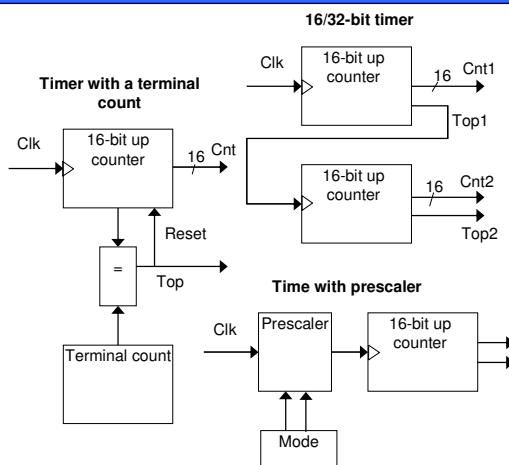 16/32-bit timer
Timer with a terminal
count
Clk
16-bit up
counter
16
Cnt1
Top1
Clk
16-bit up
counter
16
Cnt
16-bit up
counter
16
Cnt2
Top2
Reset
=
Top
Terminal count
Time with prescaler
Clk
Prescaler
16-bit up
counter
Mode